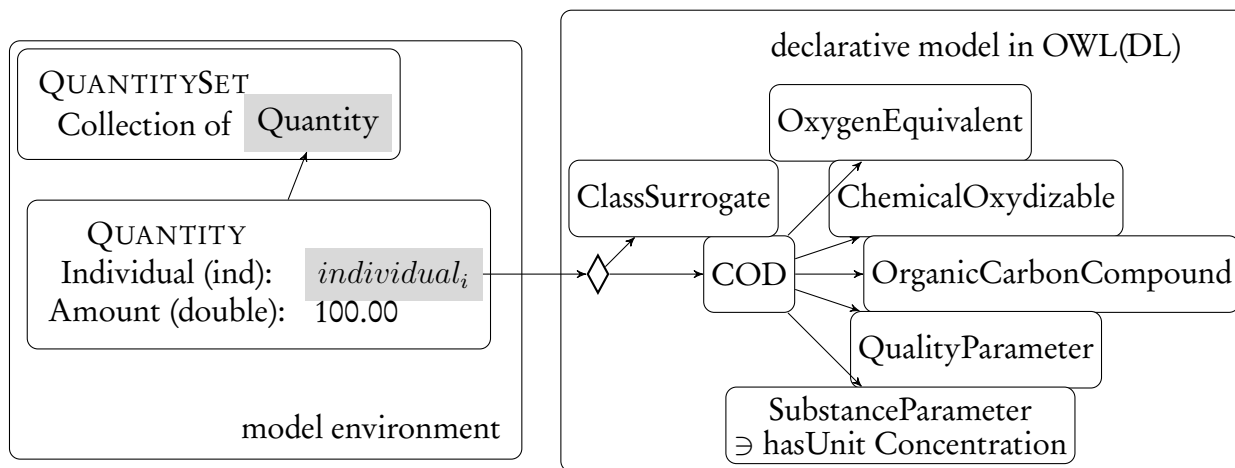 QUANTITYSET
Collection of Quantity
QUANTITY
Individual (ind): individual_i
Amount (double): 100.00
model environment
declarative model in OWL(DL)
OxygenEquivalent
ClassSurrogate
ChemicalOxydizable
COD
OrganicCarbonCompound
QualityParameter
SubstanceParameter
∋ hasUnit Concentration